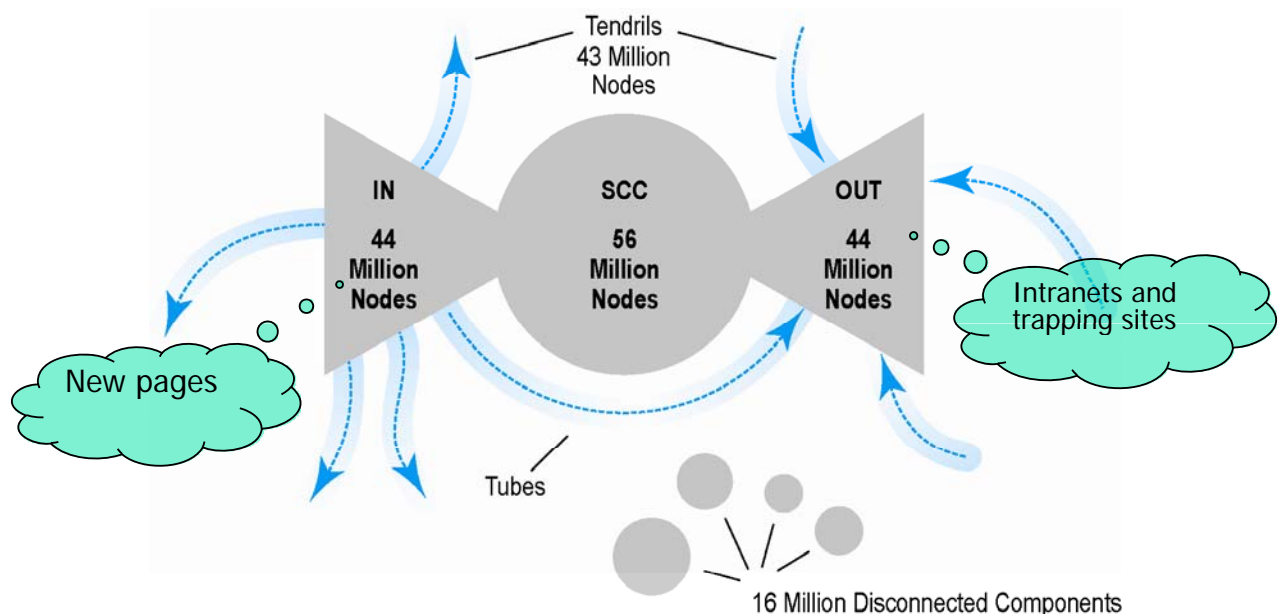 Tendrils
43 Million
Nodes
IN
44
Million
Nodes
SCC
56
Million
Nodes
OUT
44
Million
Nodes
New pages
Intranets and
trapping sites
Tubes
16 Million Disconnected Components